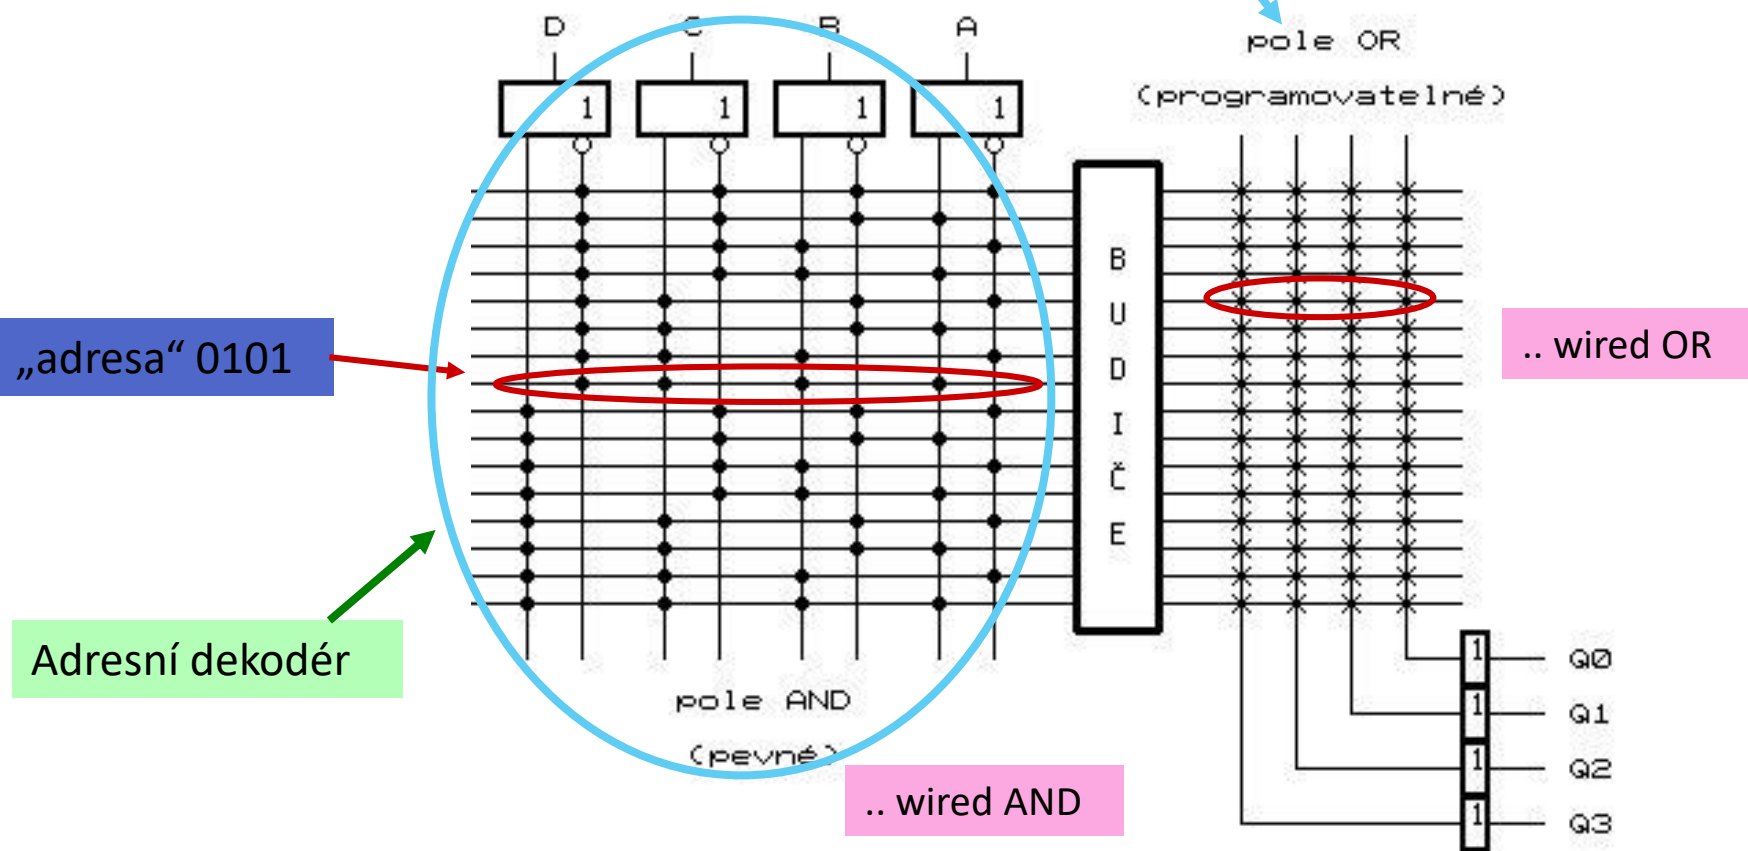 D C B A
pole OR
(programovatelné)
1 1 1 1
B
U
D
I
Č
E
„adresa“ 0101
.. wired OR
Adresní dekodér
pole AND
(pevné)
.. wired AND
1 Q0
1 Q1
1 Q2
1 Q3